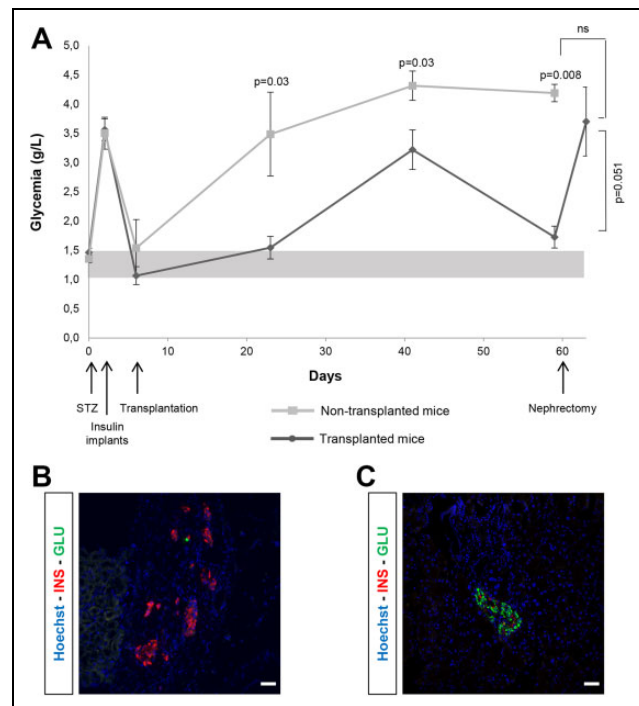 A
ns
5,0
4,5
4,0
3,5
3,0
2,5
2,0
1,5
1,0
0,5
0,0
Glycemia (g/L)
p=0.03
p=0.03
p=0.008
p=0.051
0 10 20 30 40 50 60
Days
STZ
Insulin
implants
Transplantation
Nephrectomy
Non-transplanted mice
Transplanted mice
B
Hoechst - INS - GLU
C
Hoechst - INS - GLU